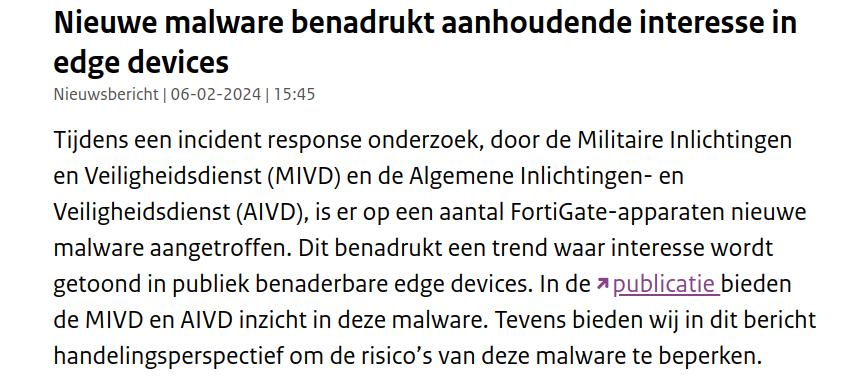 Nieuwe malware benadrukt aanhoudende interesse in
edge devices
Nieuwsbericht | 06-02-2024 | 15:45
Tijdens een incident response onderzoek, door de Militaire Inlichtingen
en Veiligheidsdienst (MIVD) en de Algemene Inlichtingen- en
Veiligheidsdienst (AIVD), is er op een aantal FortiGate-apparaten nieuwe
malware aangetroffen. Dit benadrukt een trend waar interesse wordt
getoond in publiek benaderbare edge devices. In de publicatie bieden
de MIVD en AIVD inzicht in deze malware. Tevens bieden wij in dit bericht
handelingsperspectief om de risico’s van deze malware te beperken.